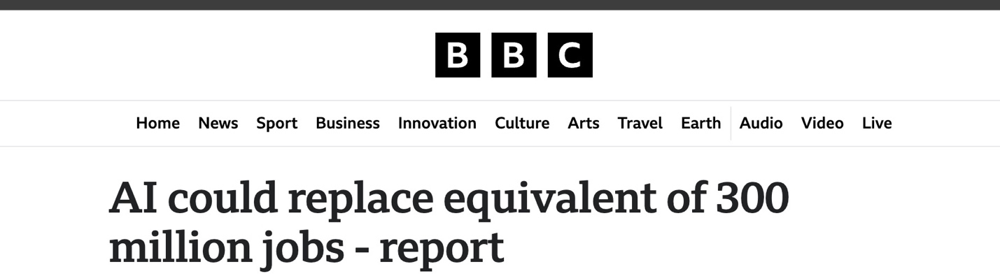 BBC
Home News Sport Business Innovation Culture Arts Travel Earth Audio Video Live
AI could replace equivalent of 300
million jobs - report